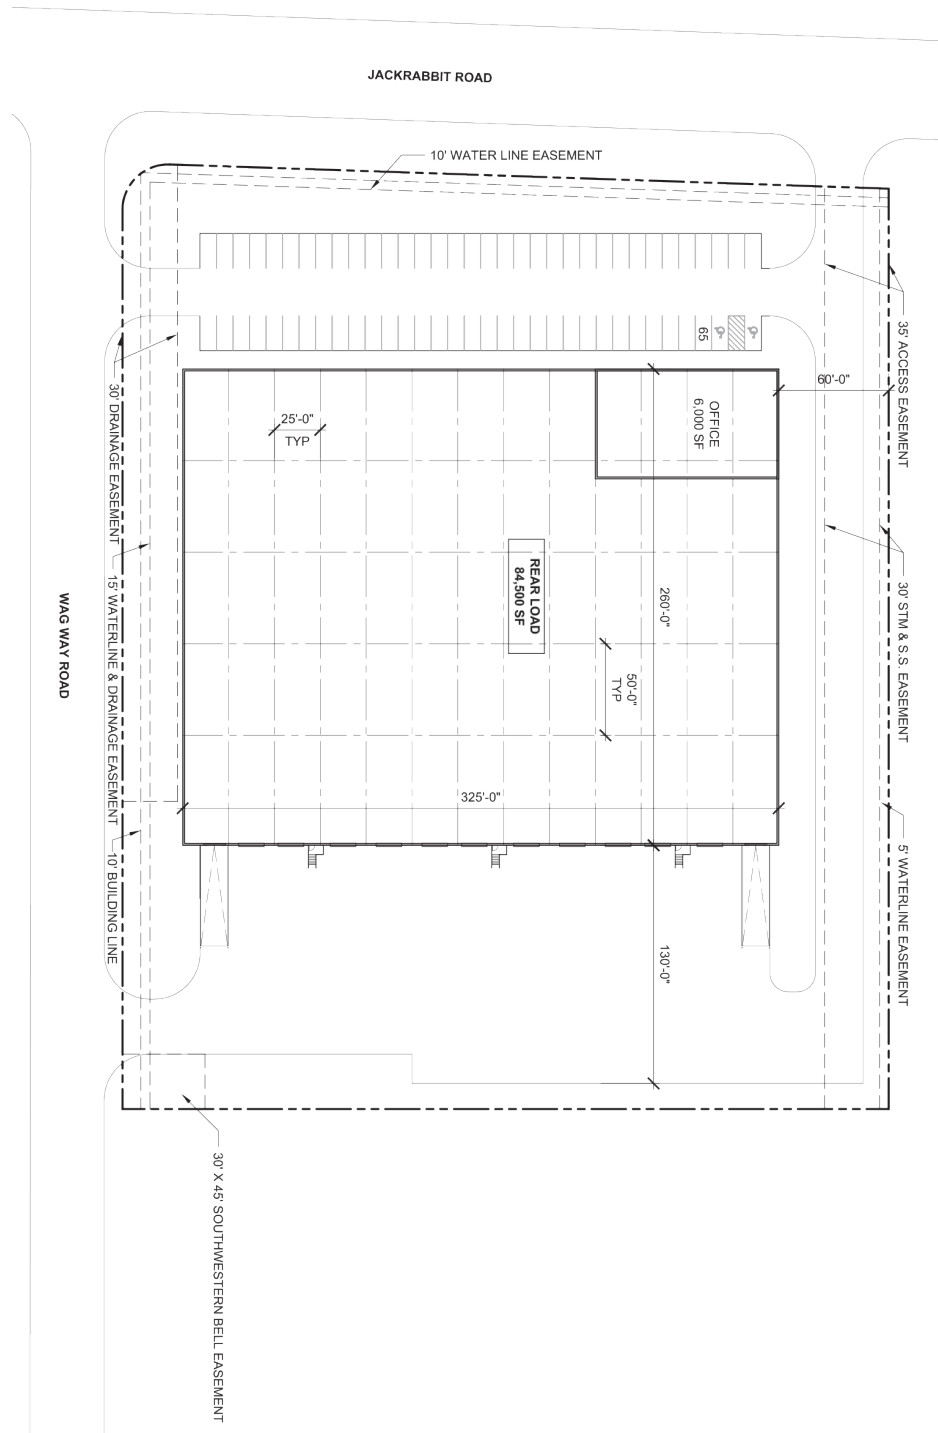 JACKRABBIT ROAD
10' WATER LINE EASEMENT
65
35' ACCESS EASEMENT
60'-0"
OFFICE
6,000 SF
25'-0"
TYP
30' DRAINAGE EASEMENT
REAR LOAD
84,500 SF
260'-0"
30' STM & S.S. EASEMENT
WAG WAY ROAD
15' WATERLINE & DRAINAGE EASEMENT
50'-0"
TYP
325'-0"
10' BUILDING LINE
5' WATERLINE EASEMENT
130'-0"
30' X 45' SOUTHWESTERN BELL EASEMENT